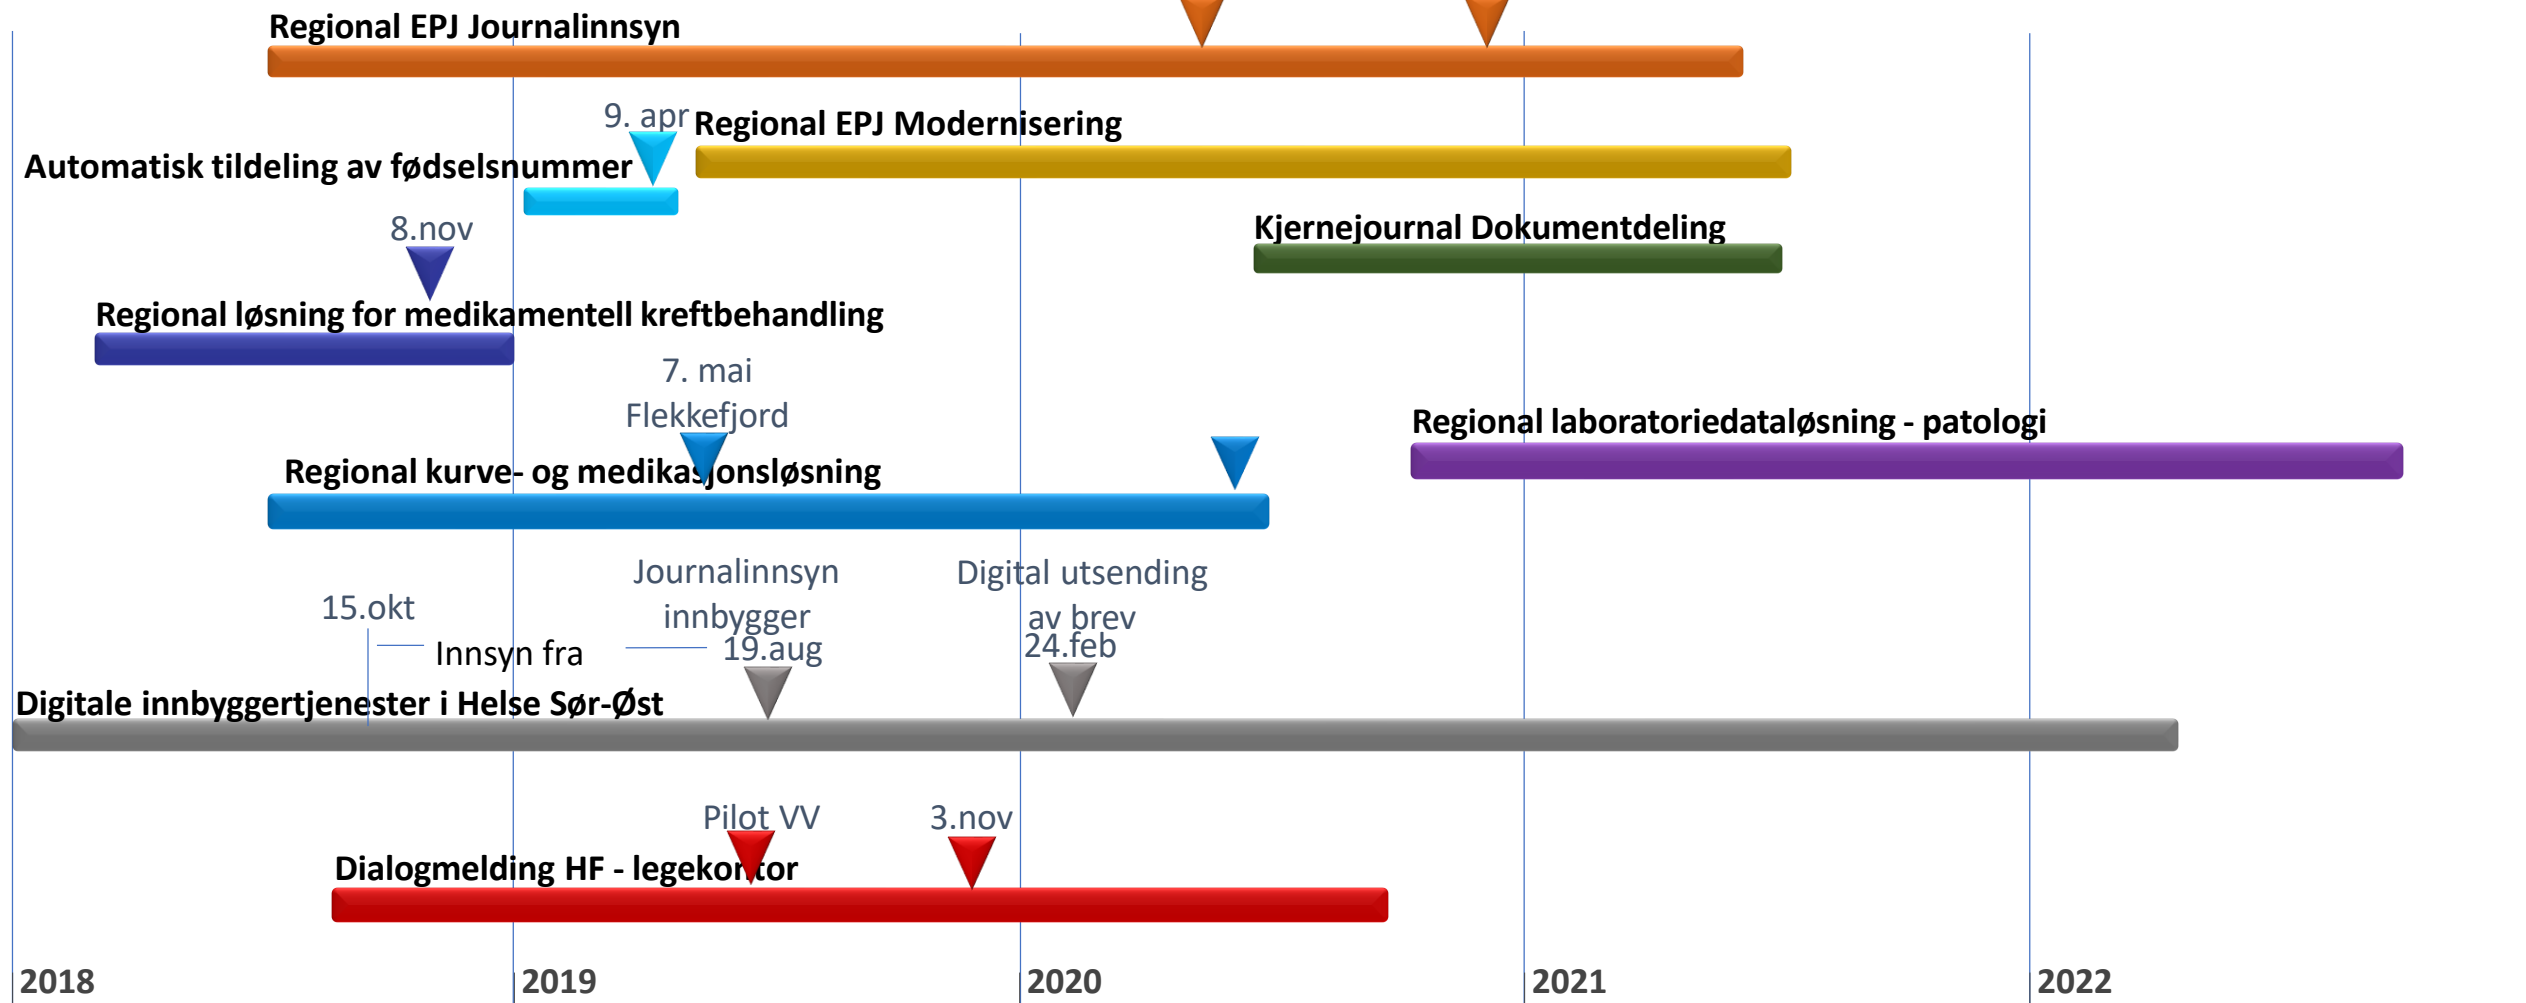 Regional EPJ Journalinnsyn
9. apr
Regional EPJ Modernisering
Automatisk tildeling av fødselsnummer
8.nov
Kjernejournal Dokumentdeling
Regional løsning for medikamentell kreftbehandling
7. mai
Flekkefjord
Regional laboratoriedataløsning - patologi
Regional kurve- og medikasjonsløsning
Journalinnsyn
innbygger
19.aug
Digital utsending
av brev
24.feb
15.okt
Innsyn fra
Digitale innbyggertjenester i Helse Sør-Øst
Pilot VV
3.nov
Dialogmelding HF - legekontor
2018
2019
2020
2021
2022